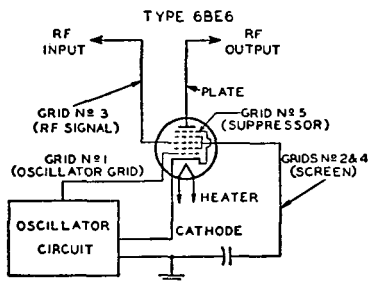 TYPE 6BE6
RF
INPUT
RF
OUTPUT
PLATE
GRID Nº 3
(RF SIGNAL)
GRID Nº 5
(SUPPRESSOR)
GRID Nº 1
(OSCILLATOR GRID)
GRIDS Nº 2 & 4
(SCREEN)
HEATER
OSCILLATOR
CIRCUIT
CATHODE